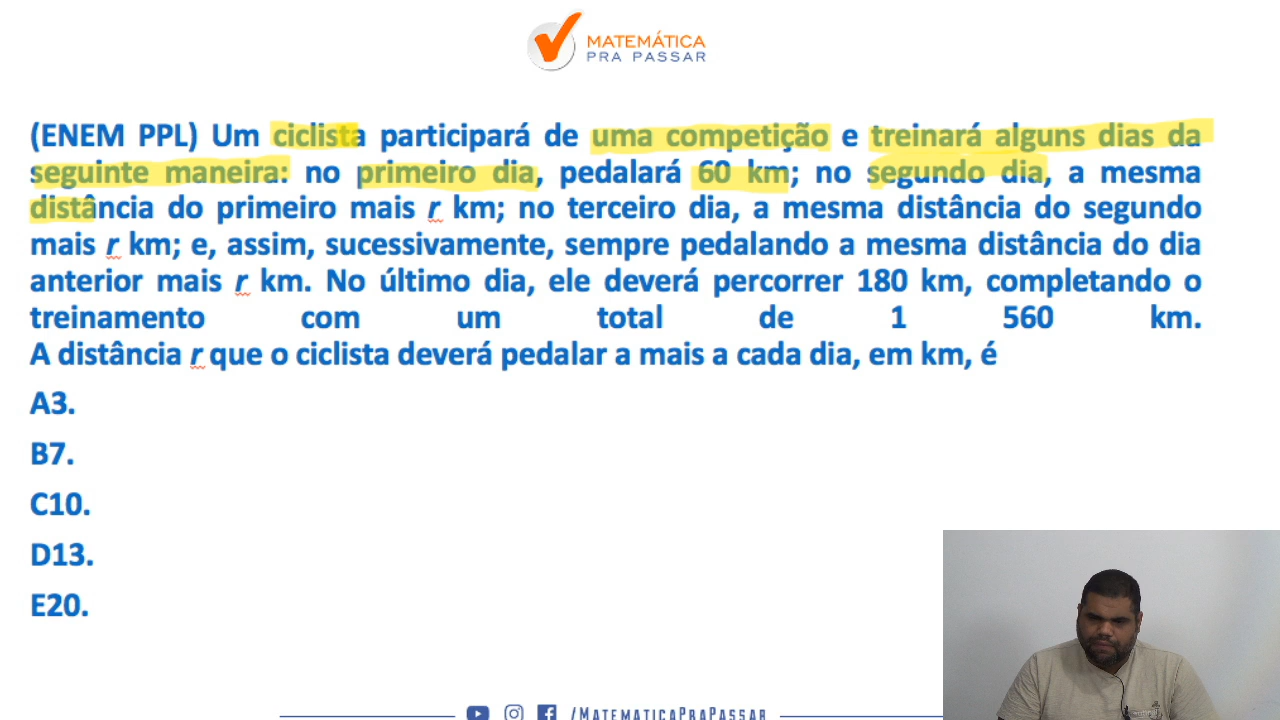 MATEMÁTICA
PRA PASSAR
(ENEM PPL) Um ciclista participará de uma competição e treinará alguns dias da
seguinte maneira: no primeiro dia, pedalará 60 km; no segundo dia, a mesma
distância do primeiro mais r km; no terceiro dia, a mesma distância do segundo
mais r km; e, assim, sucessivamente, sempre pedalando a mesma distância do dia
anterior mais r km. No último dia, ele deverá percorrer 180 km, completando o
treinamento com um total de 1 560 km.
A distância r que o ciclista deverá pedalar a mais a cada dia, em km, é
A3.
B7.
C10.
D13.
E20.
/MATEMATICAPRAPASSAR